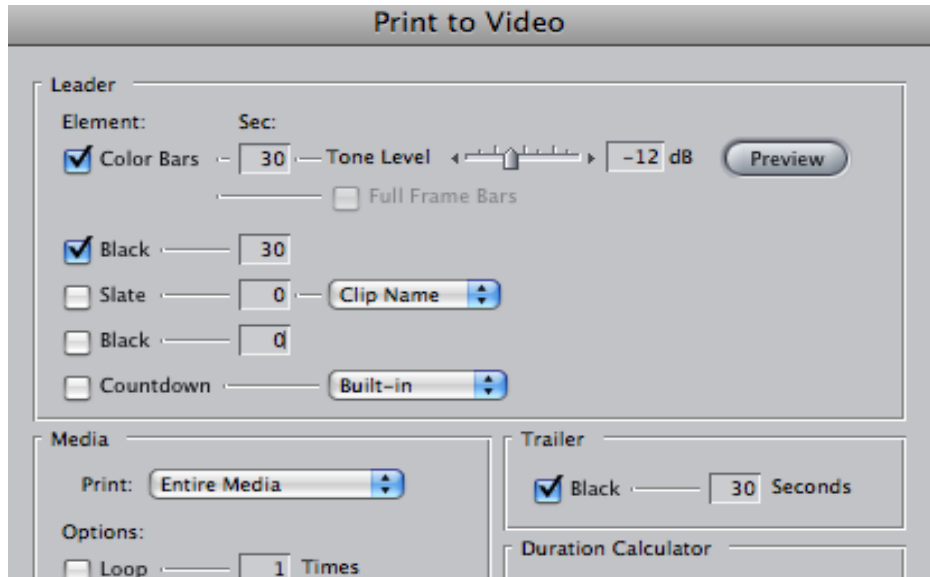 Print to Video
Leader
Element: Sec:
Color Bars 30 Tone Level -12 dB Preview
Full Frame Bars
Black 30
Slate 0 Clip Name
Black 0
Countdown Built-in
Media
Print: Entire Media
Options:
Loop 1 Times
Trailer
Black 30 Seconds
Duration Calculator